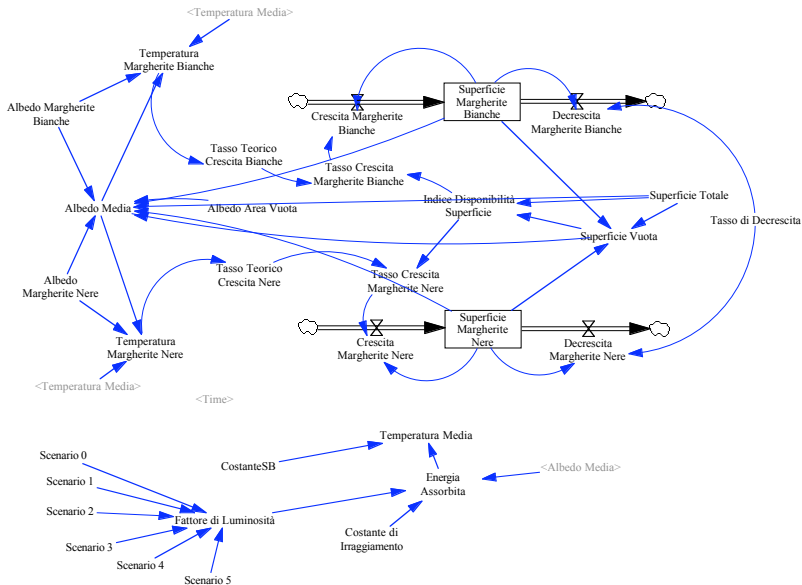 <Temperatura Media>
Temperatura
Margherite Bianche
Albedo Margherite
Bianche
Crescita Margherite
Bianche
Superficie
Margherite
Bianche
Decrescita
Margherite Bianche
Tasso Teorico
Crescita Bianche
Tasso Crescita
Margherite Bianche
Albedo Media
Albedo Area Vuota
Indice Disponibilità
Superficie
Superficie Totale
Tasso di Decrescita
Superficie Vuota
Albedo
Margherite Nere
Tasso Teorico
Crescita Nere
Tasso Crescita
Margherite Nere
Temperatura
Margherite Nere
Crescita
Margherite Nere
Superficie
Margherite
Nere
Decrescita
Margherite Nere
<Temperatura Media>
<Time>
Temperatura Media
Scenario 0
CostanteSB
Energia
Assorbita
<Albedo Media>
Scenario 1
Scenario 2
Fattore di Luminosità
Costante di
Irraggiamento
Scenario 3
Scenario 4
Scenario 5